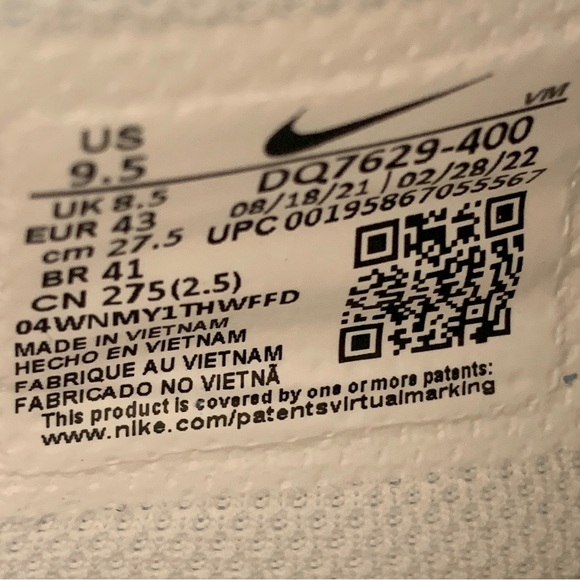 VM
US
9.5
DQ7629-400
UK 8.5
08/18/21 | 02/28/22
EUR 43
UPC 00195867055567
cm 27.5
BR 41
CN 275(2.5)
04WNMY1THWFFD
MADE IN VIETNAM
HECHO EN VIETNAM
FABRIQUE AU VIETNAM
FABRICADO NO VIETNÃ
This product is covered by one or more patents:
www.nike.com/patentsvirtualmarking